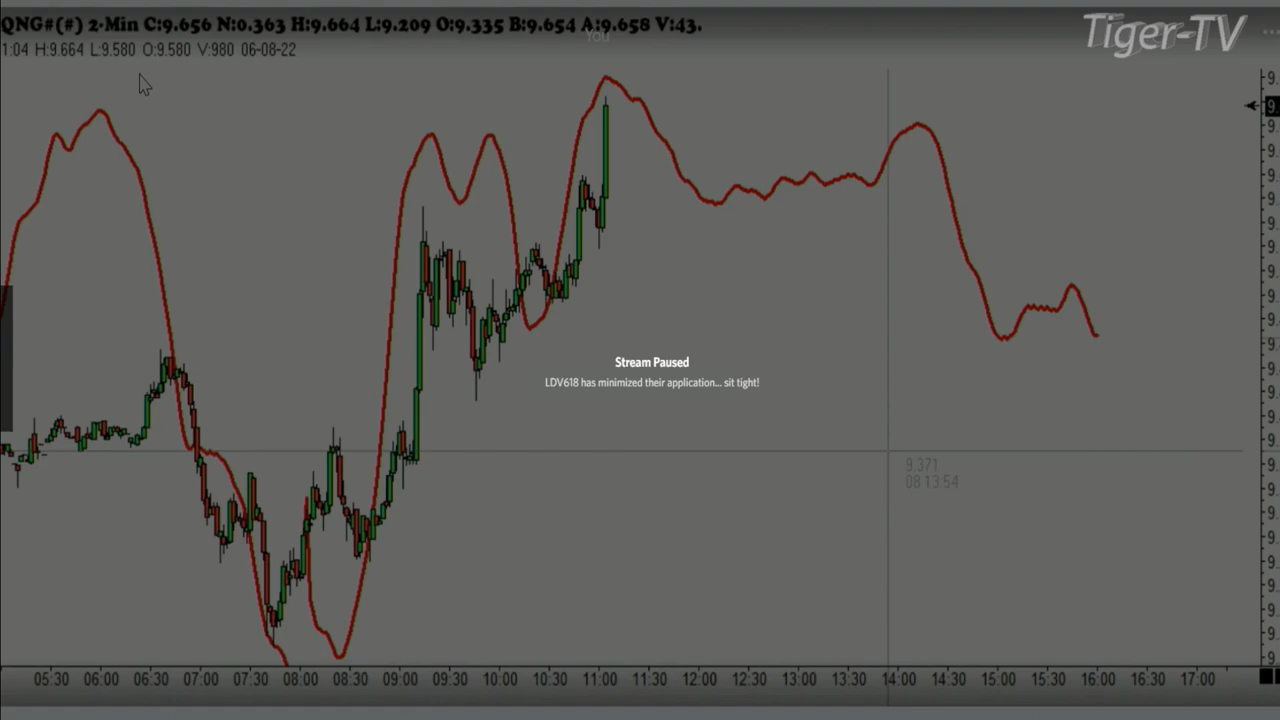 QNG#(#) 2-Min C:9.656 N:0.363 H:9.664 L:9.209 O:9.335 B:9.654 A:9.658 V:43.
You
Tiger-TV
1:04 H:9.664 L:9.580 O:9.580 V:980 06-08-22
Stream Paused
LDV618 has minimized their application... sit tight!
9.371
08 13:54
05:30 06:00 06:30 07:00 07:30 08:00 08:30 09:00 09:30 10:00 10:30 11:00 11:30 12:00 12:30 13:00 13:30 14:00 14:30 15:00 15:30 16:00 16:30 17:00